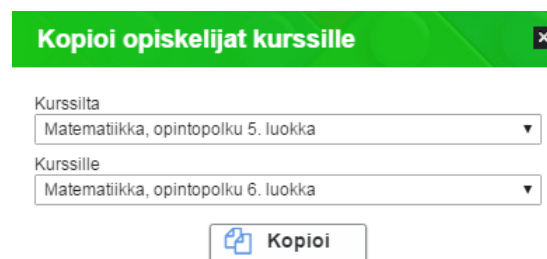 Kopioi opiskelijat kurssille
Kurssilta
Matematiikka, opintopolku 5. luokka
Kurssille
Matematiikka, opintopolku 6. luokka
Kopioi